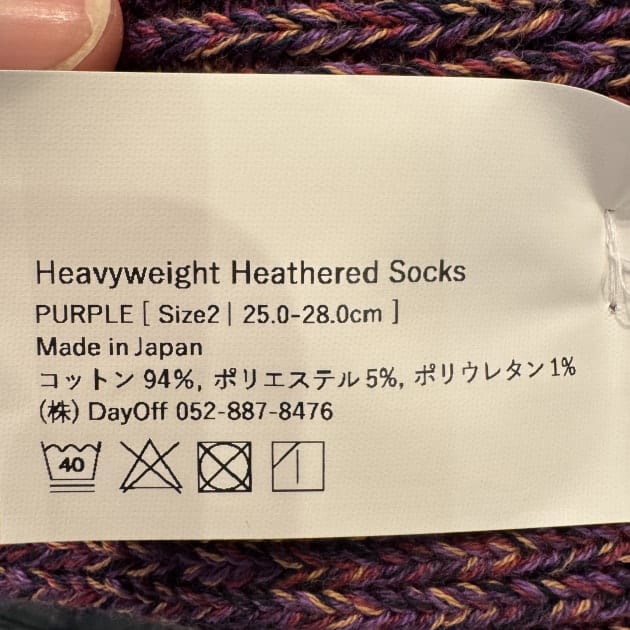 Heavyweight Heathered Socks
PURPLE [ Size2 | 25.0-28.0cm ]
Made in Japan
コットン 94%, ポリエステル 5%, ポリウレタン 1%
(株) DayOff 052-887-8476
40